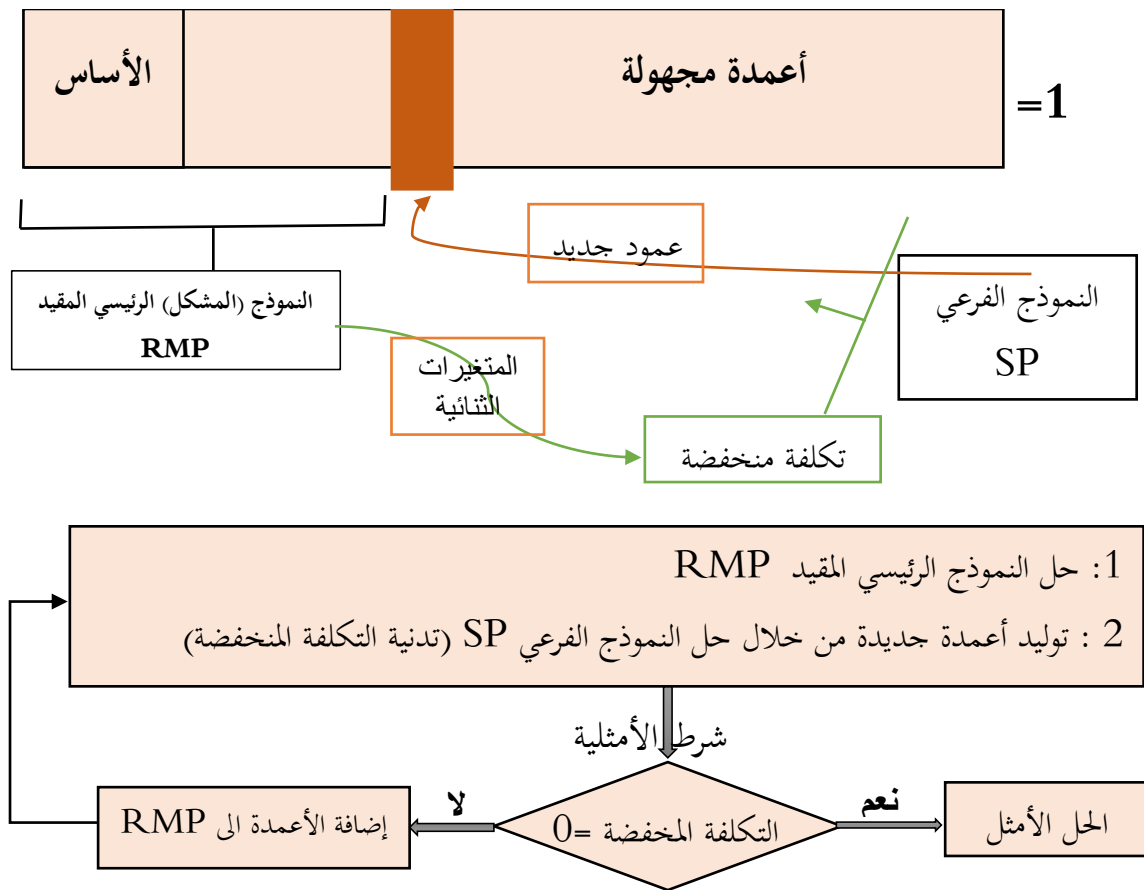 الأساس
أعمدة مجهولة
=1
عمود جديد
النموذج (المشكل) الرئيسي المقيد
RMP
النموذج الفرعي
SP
المتغيرات
الثنائية
تكلفة منخفضة
1: حل النموذج الرئيسي المقيد RMP
2 : توليد أعمدة جديدة من خلال حل النموذج الفرعي SP (تدنية التكلفة المنخفضة)
شرط الأمثلية
نعم
لا
الحل الأمثل
التكلفة المخفضة =0
إضافة الأعمدة الى RMP